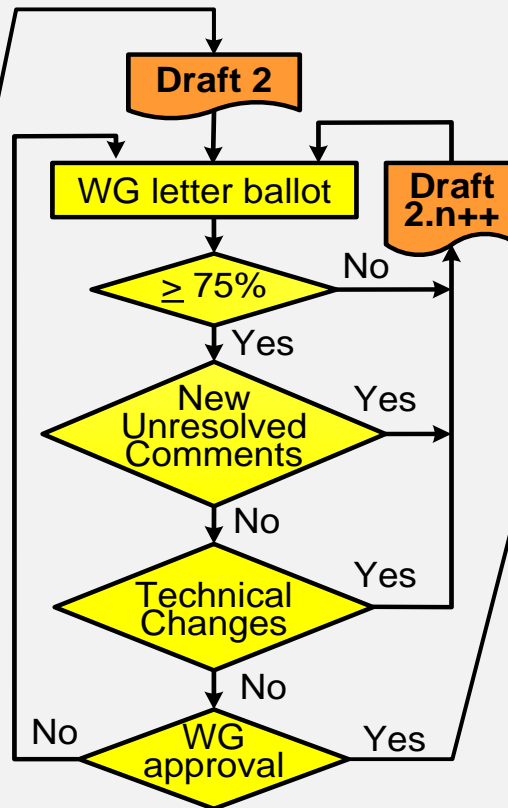 Draft 2
WG letter ballot
Draft
2.n++
≥ 75%
No
Yes
New
Unresolved
Comments
Yes
No
Technical
Changes
Yes
No
No
WG
approval
Yes